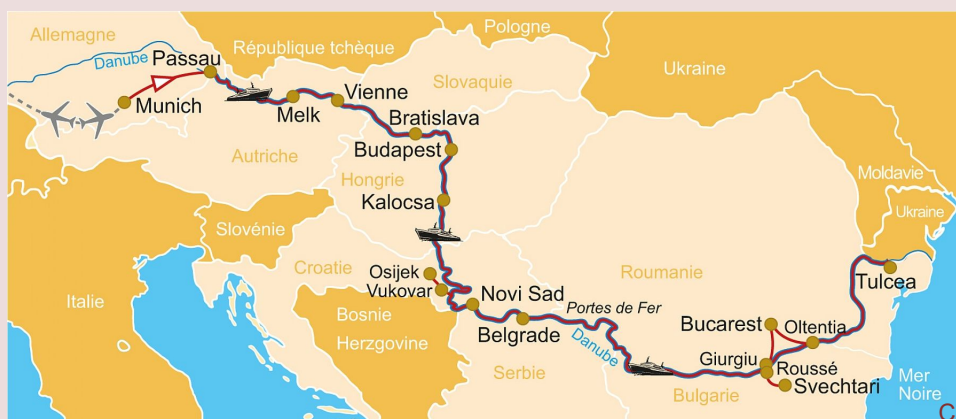 Allemagne
Pologne
République tchèque
Danube
Passau
Ukraine
Slovaquie
Munich
Vienne
Melk
Bratislava
Autriche
Budapest
Hongrie
Moldavie
Kalocsa
Ukraine
Slovénie
Croatie
Osijek
Roumanie
Tulcea
Vukovar
Italie
Novi Sad
Portes de Fer
Bosnie
Herzgovine
Belgrade
Bucarest
Oltentia
Danube
Giurgiu
Roussé
Serbie
Svechtari
Bulgarie
Mer
Noire
C